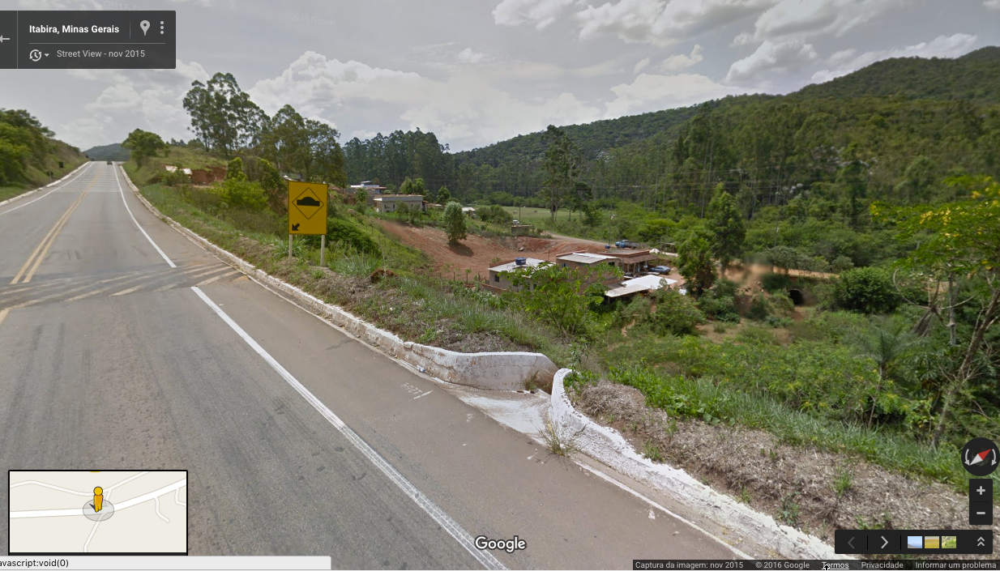 Itabira, Minas Gerais
Street View - nov 2015
Google
avascript:void(0)
Captura da imagem: nov 2015 © 2016 Google Termos Privacidade Informar um problema